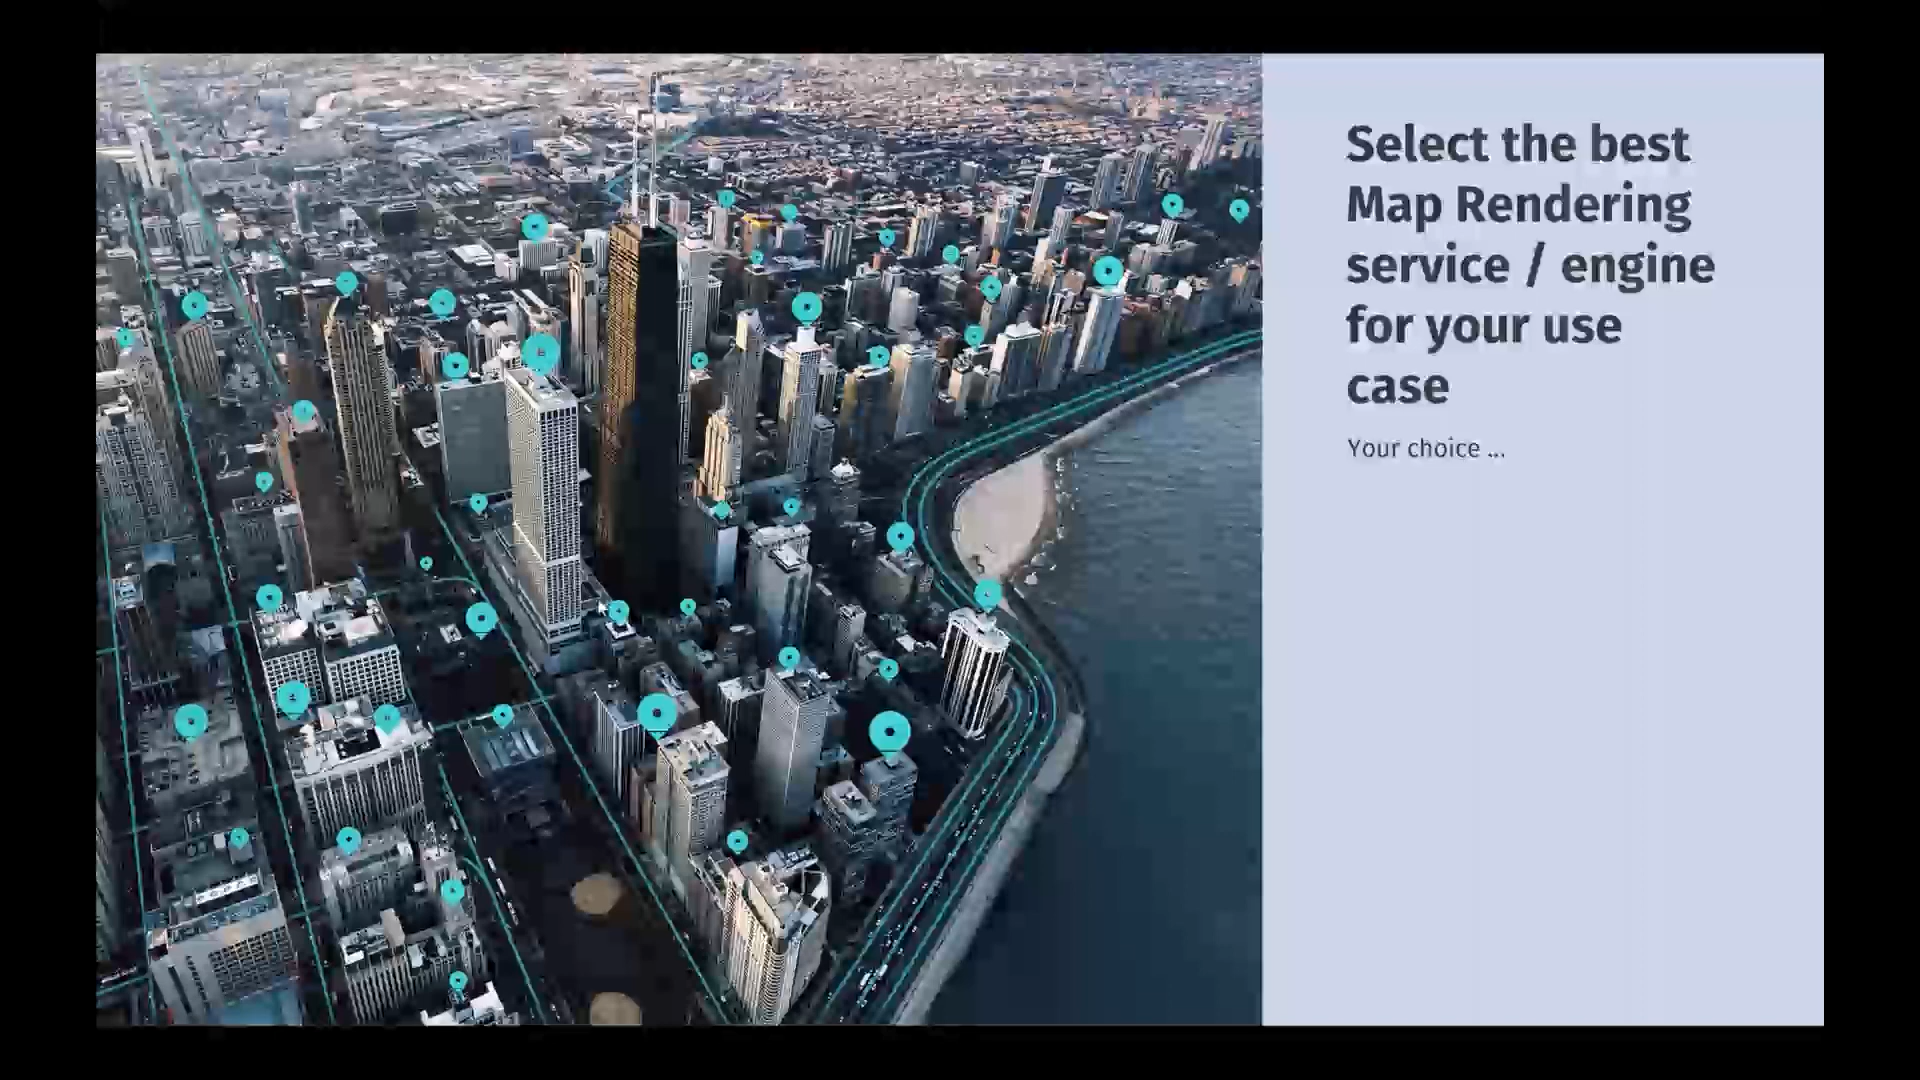 Select the best
Map Rendering
service / engine
for your use
case
Your choice ...